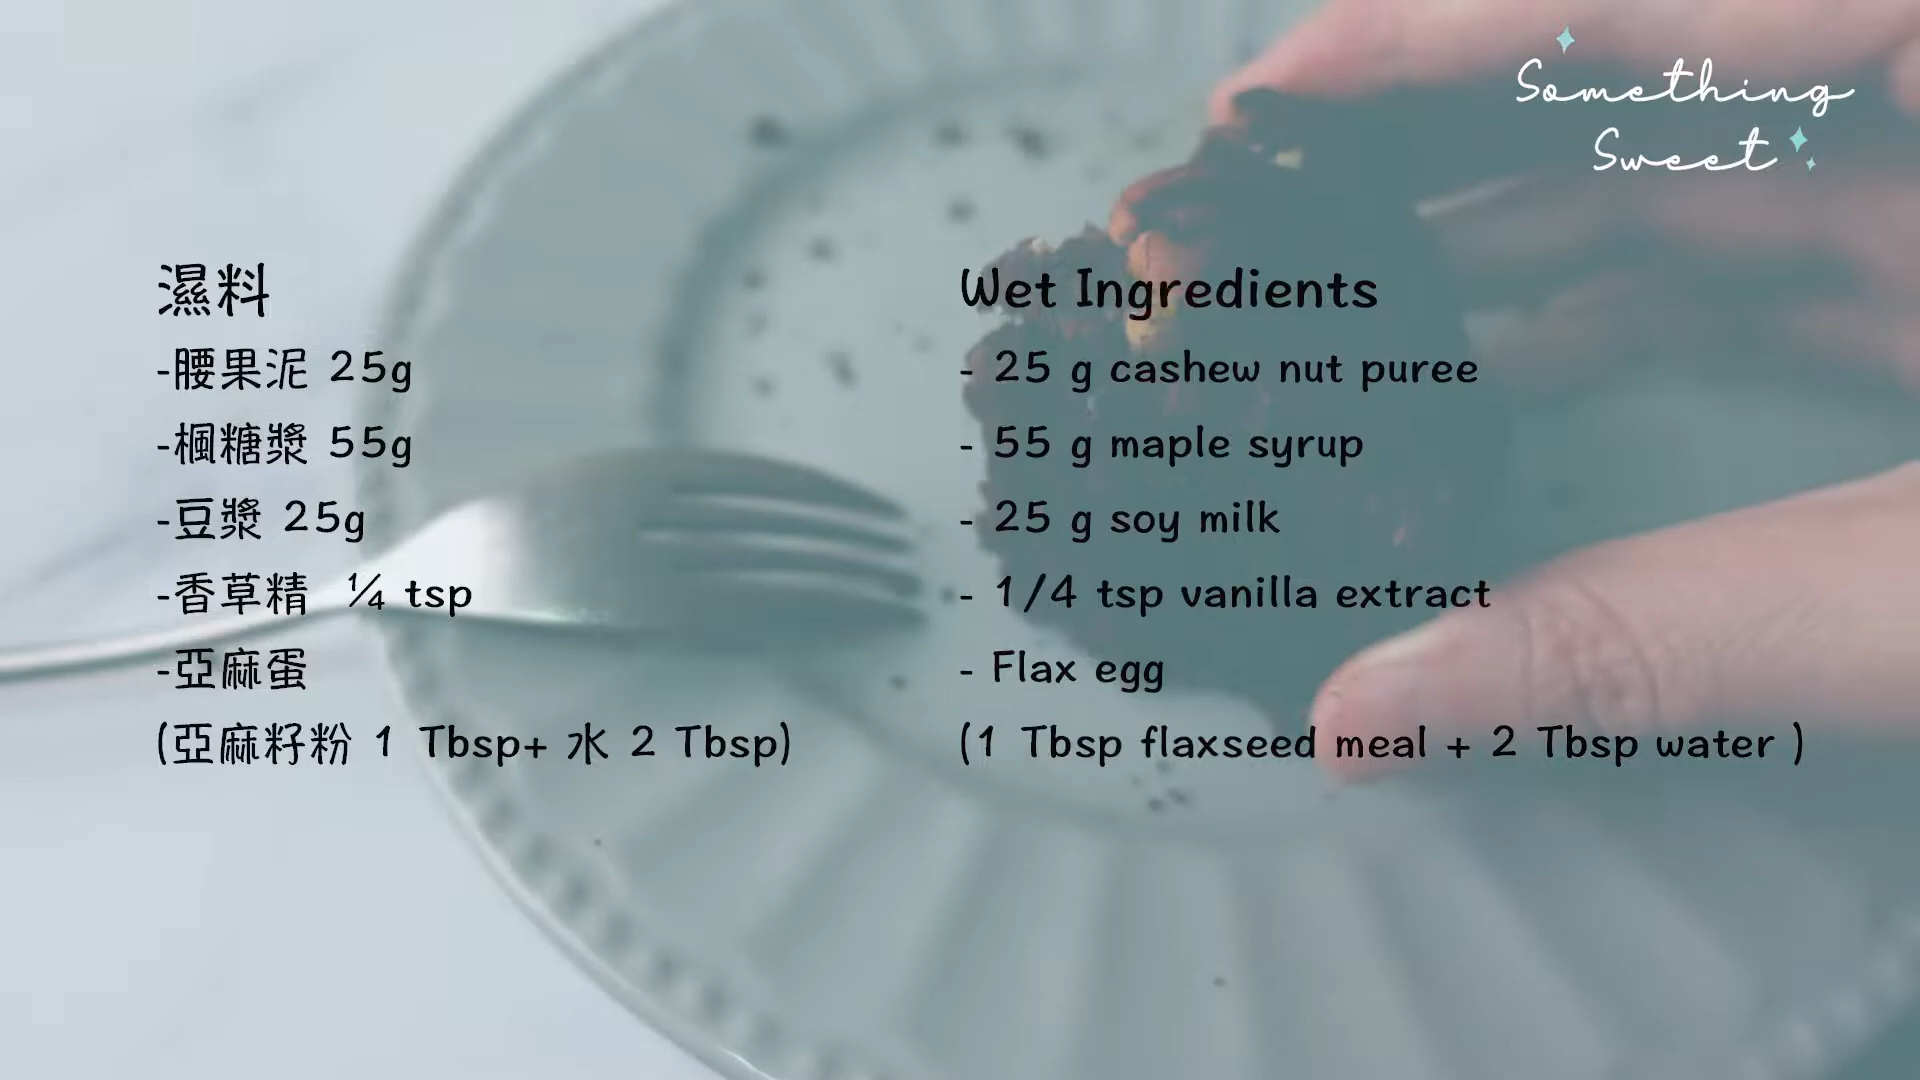 Something
Sweet
濕料
-腰果泥 25g
-楓糖漿 55g
-豆漿 25g
-香草精 ¼ tsp
-亞麻蛋
(亞麻籽粉 1 Tbsp+ 水 2 Tbsp)
Wet Ingredients
- 25 g cashew nut puree
- 55 g maple syrup
- 25 g soy milk
- 1/4 tsp vanilla extract
- Flax egg
(1 Tbsp flaxseed meal + 2 Tbsp water )